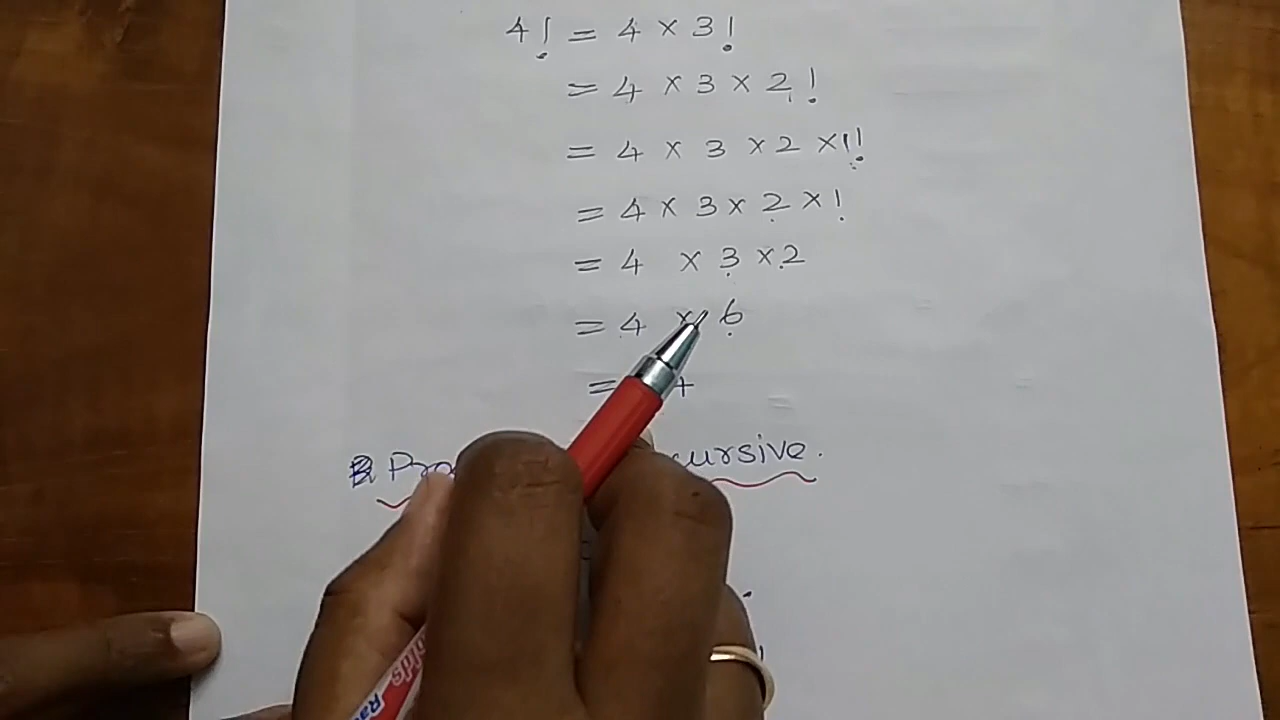 4! = 4 × 3!
= 4 × 3 × 2!
= 4 × 3 × 2 × 1!
= 4 × 3 × 2 × 1
= 4 × 3 × 2
= 4 × 6
=